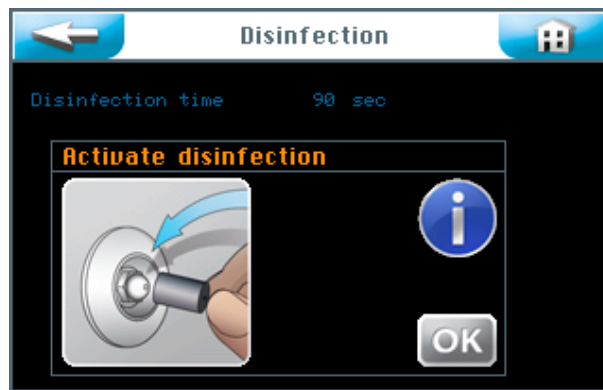 Disinfection
Disinfection time 90 sec
Activate disinfection
i
OK